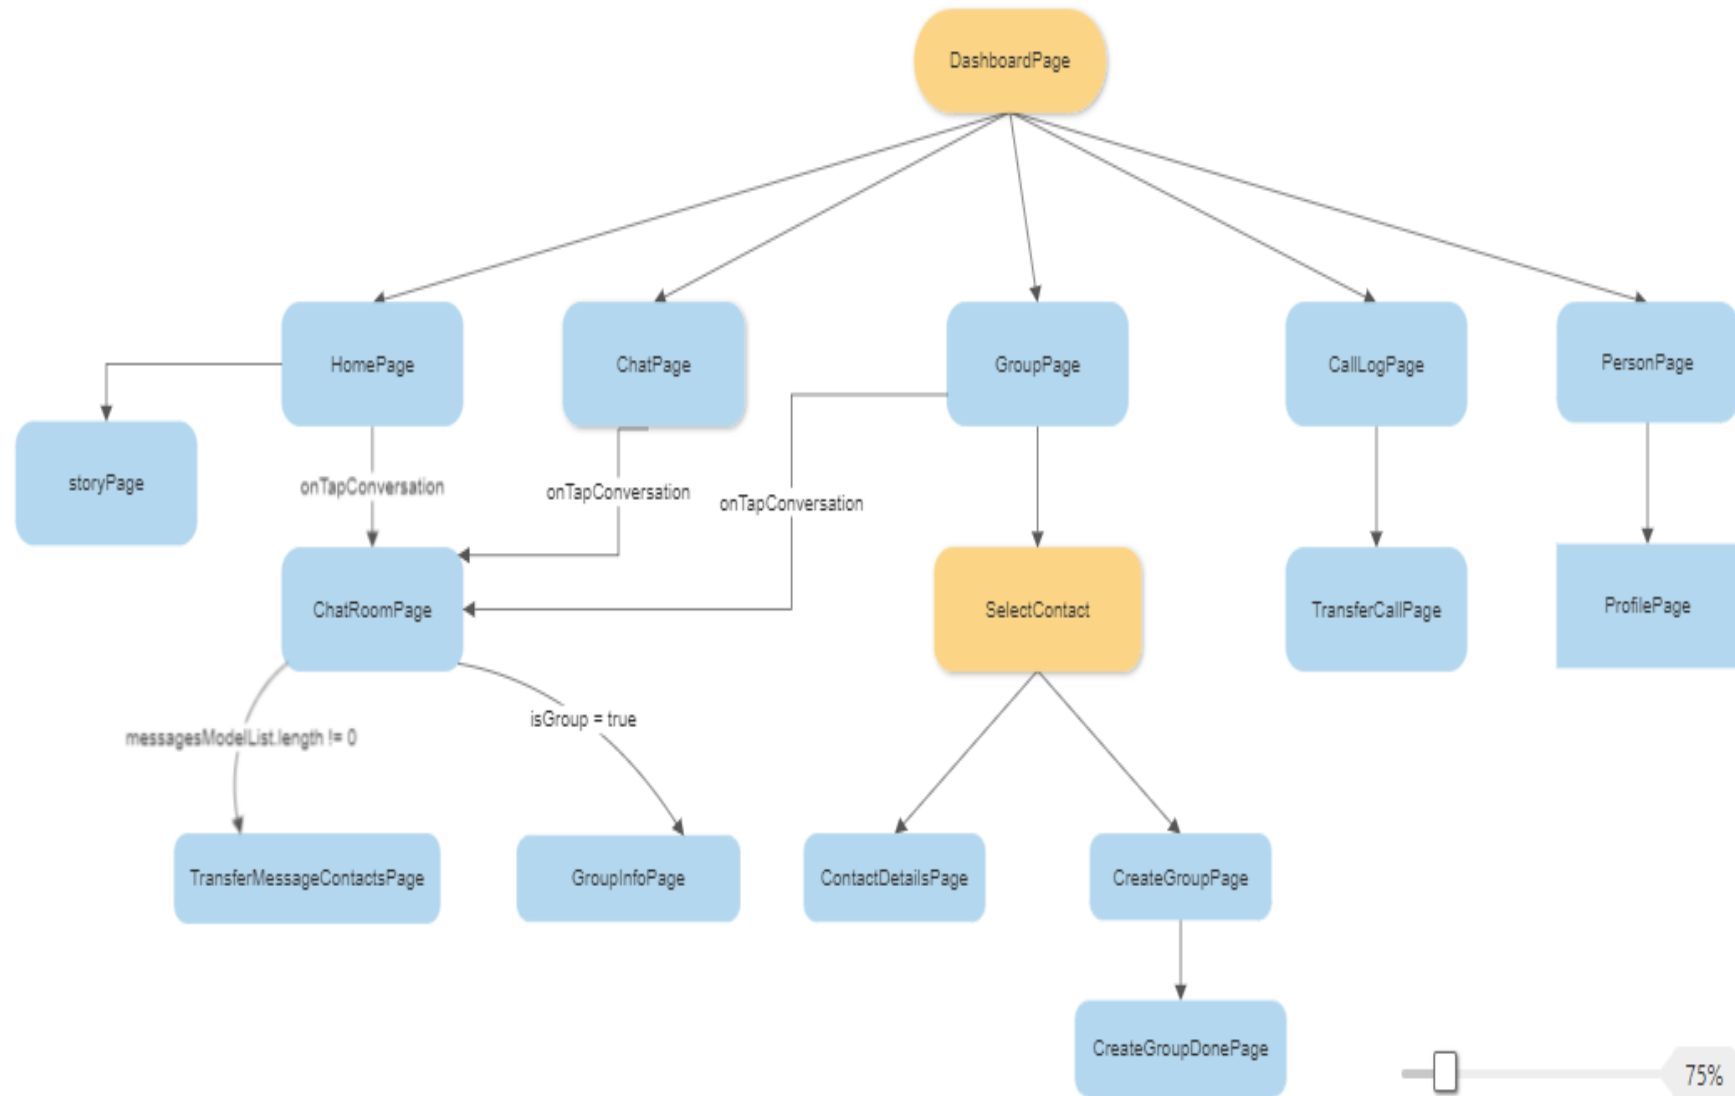 DashboardPage
HomePage
ChatPage
GroupPage
CallLogPage
PersonPage
storyPage
onTapConversation
onTapConversation
onTapConversation
ChatRoomPage
SelectContact
TransferCallPage
ProfilePage
messagesModelList.length != 0
isGroup = true
TransferMessageContactsPage
GroupInfoPage
ContactDetailsPage
CreateGroupPage
CreateGroupDonePage
75%